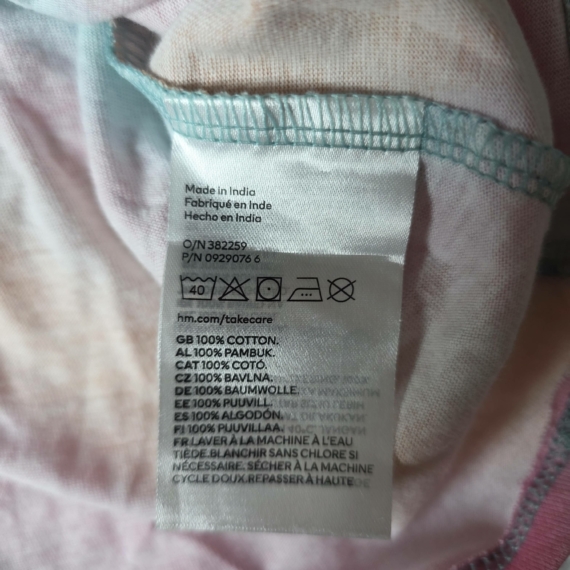 Made in India
Fabriqué en Inde
Hecho en India
O/N 382259
P/N 0929076 6
40
hm.com/takecare
GB 100% COTTON.
AL 100% PAMBUK.
CAT 100% COTÓ.
CZ 100% BAVLNA.
DE 100% BAUMWOLLE.
EE 100% PUUVILL.
ES 100% ALGODÓN.
FI 100% PUUVILLAA.
FR LAVER À LA MACHINE À L'EAU
TIÈDE.BLANCHIR SANS CHLORE SI
NÉCESSAIRE. SÉCHER À LA MACHINE
CYCLE DOUX.REPASSER À HAUTE